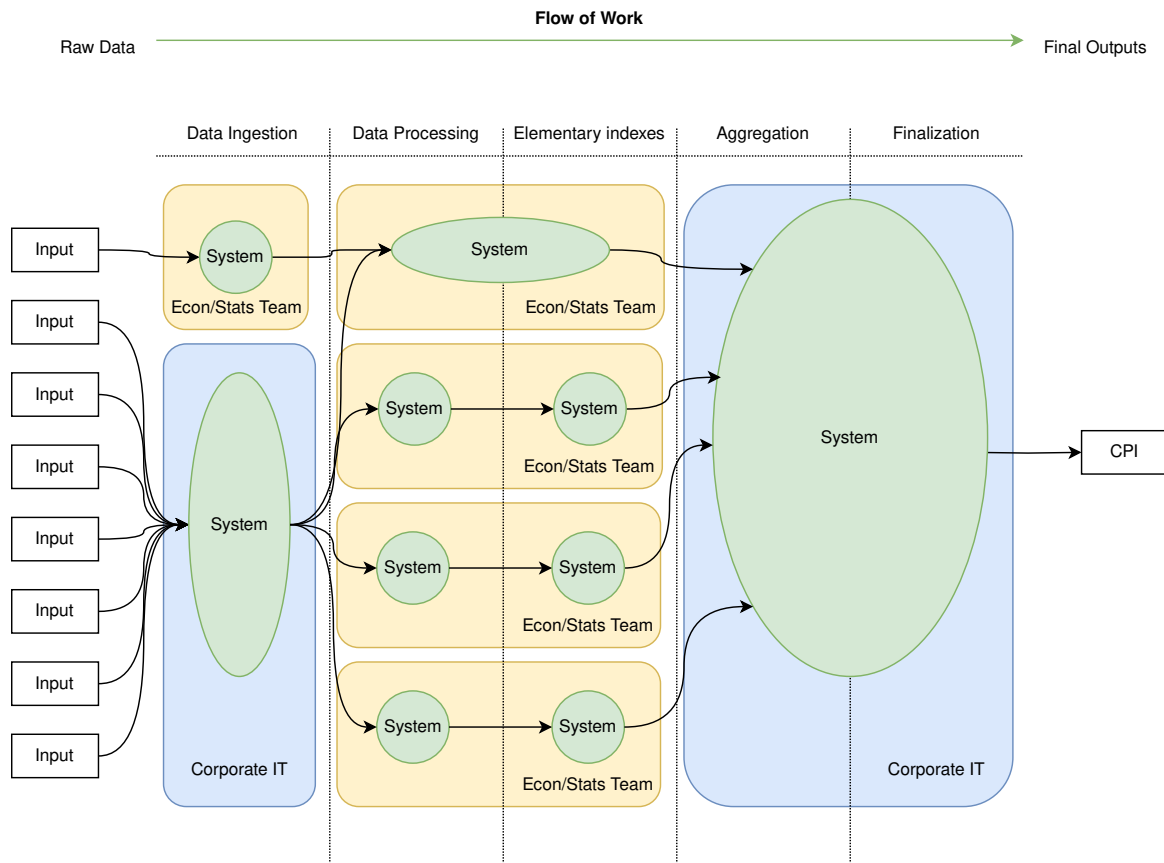 Flow of Work
Raw Data
Final Outputs
Data Ingestion
Data Processing
Elementary indexes
Aggregation
Finalization
Input
System
Econ/Stats Team
System
Econ/Stats Team
Input
Input
Input
Input
Input
Input
Input
System
Corporate IT
System
System
Econ/Stats Team
System
System
Econ/Stats Team
System
System
Econ/Stats Team
System
Corporate IT
CPI